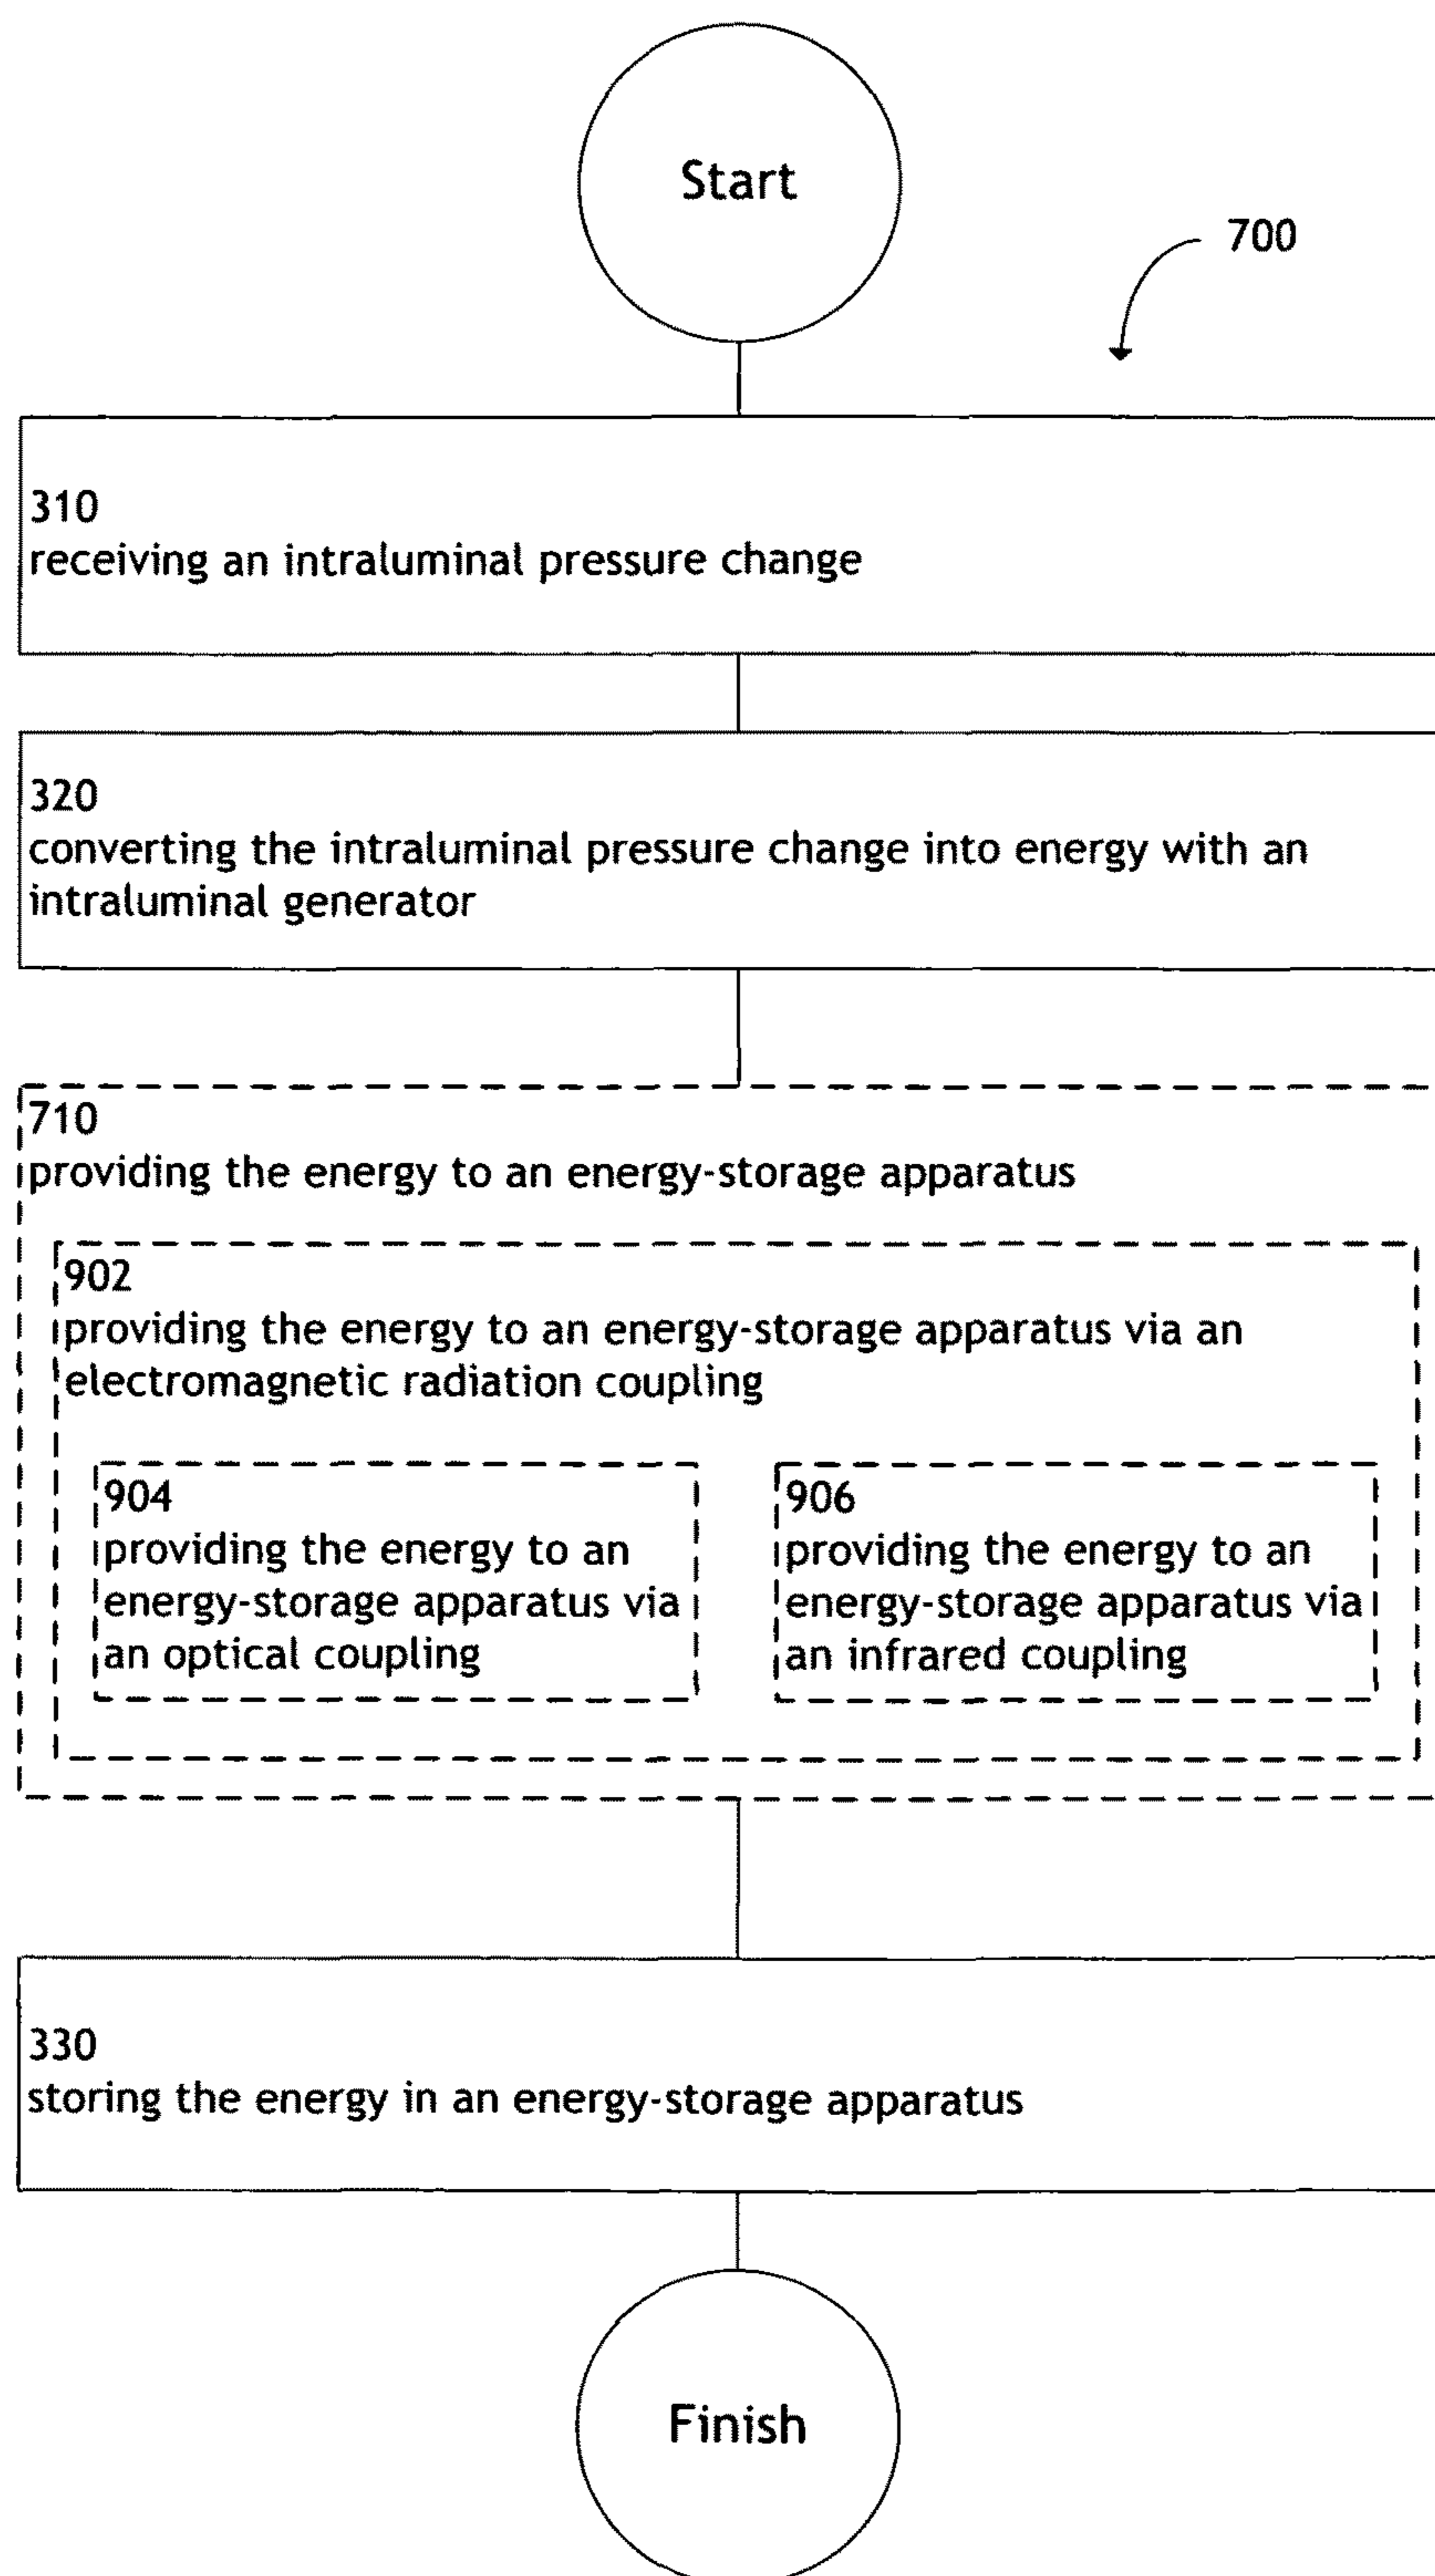 Start
700
310
receiving an intraluminal pressure change
320
converting the intraluminal pressure change into energy with an
intraluminal generator
710
providing the energy to an energy-storage apparatus
902
providing the energy to an energy-storage apparatus via an
electromagnetic radiation coupling
904
providing the energy to an
energy-storage apparatus via
an optical coupling
906
providing the energy to an
energy-storage apparatus via
an infrared coupling
330
storing the energy in an energy-storage apparatus
Finish